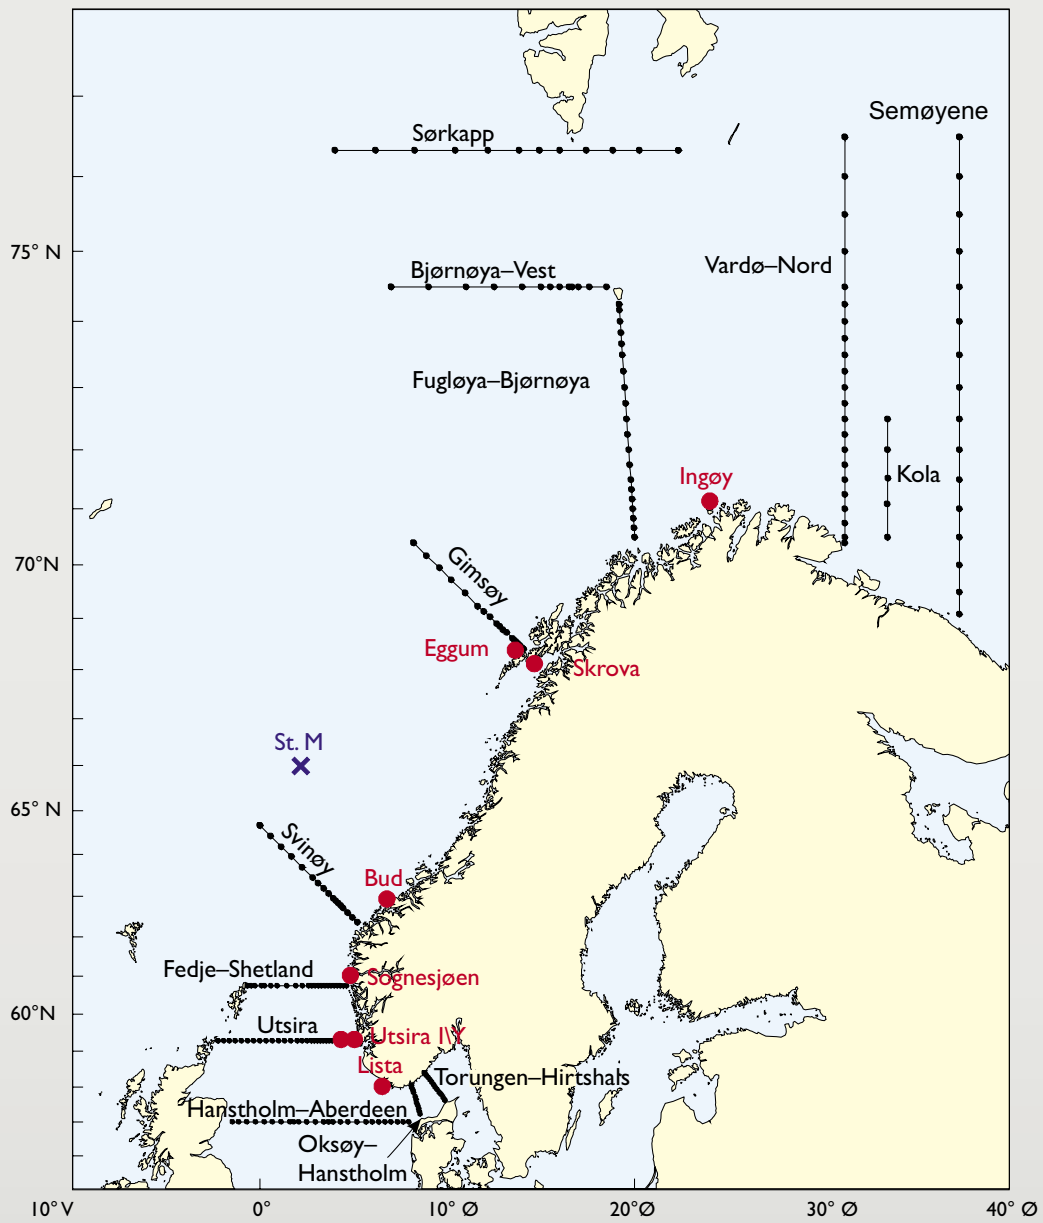 Semøyene
Sørkapp
75° N
Vardø–Nord
Bjørnøya–Vest
Fugløya–Bjørnøya
Ingøy
Kola
70°N
Gimsøy
Eggum
Skrova
St. M
65° N
Svinøy
Bud
Fedje–Shetland
Sognesjøen
60°N
Utsira
Utsira I\Y
Lista
Torungen–Hirtshals
Hanstholm–Aberdeen
Oksøy–
Hanstholm
10° V
0°
10° Ø
20°Ø
30° Ø
40° Ø